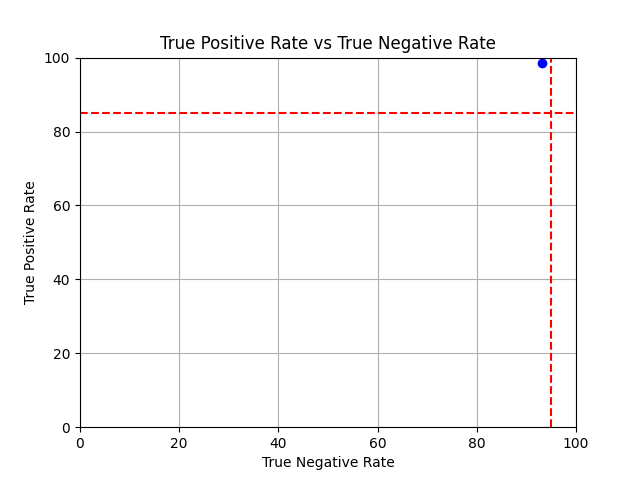 True Positive Rate vs True Negative Rate
100
80
60
40
20
0
True Positive Rate
0 20 40 60 80 100
True Negative Rate